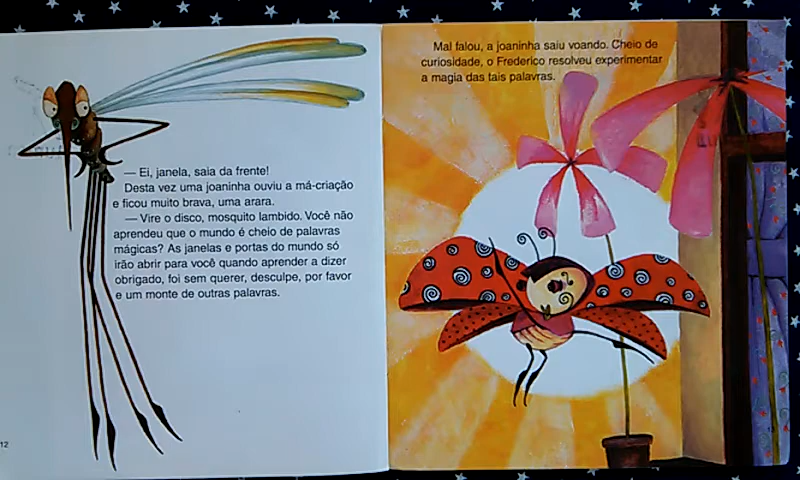 — Ei, janela, saia da frente!
Desta vez uma joaninha ouviu a má-criação
e ficou muito brava, uma arara.
— Vire o disco, mosquito lambido. Você não
aprendeu que o mundo é cheio de palavras
mágicas? As janelas e portas do mundo só
irão abrir para você quando aprender a dizer
obrigado, foi sem querer, desculpe, por favor
e um monte de outras palavras.
12
Mal falou, a joaninha saiu voando. Cheio de
curiosidade, o Frederico resolveu experimentar
a magia das tais palavras.